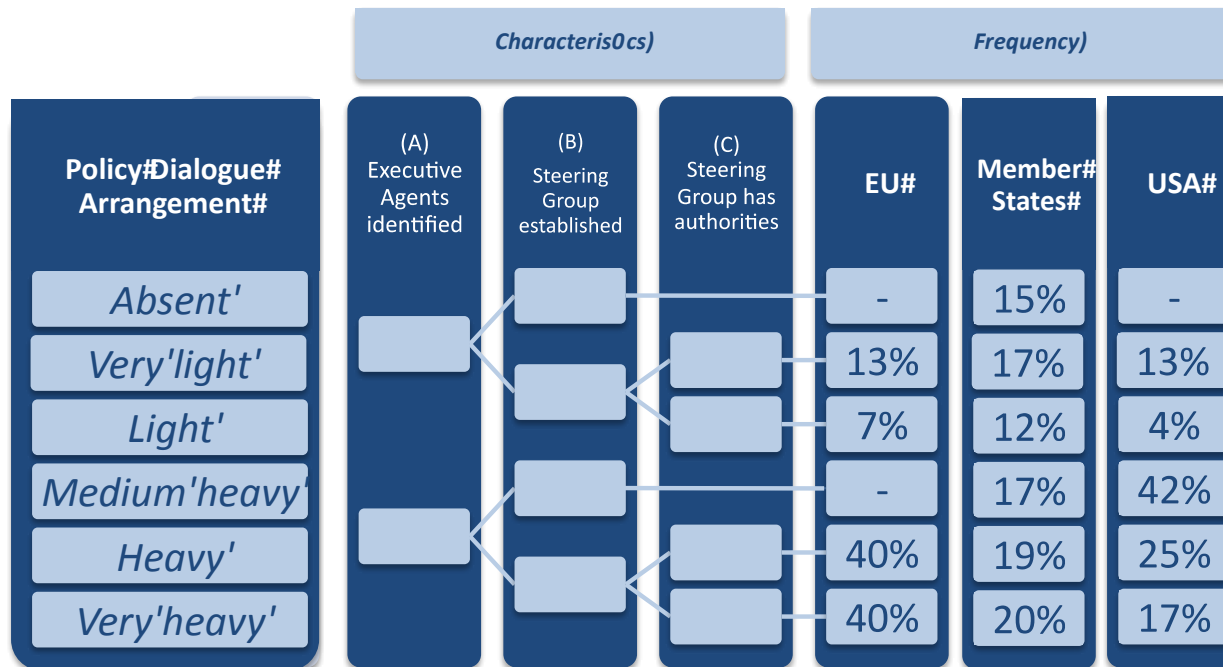 Characteris0cs)
Frequency)
Policy#Dialogue#
Arrangement#
(A)
Executive
Agents
identified
(B)
Steering
Group
established
(C)
Steering
Group has
authorities
EU#
Member#
States#
USA#
Absent'
-
15%
-
Very'light'
13%
17%
13%
Light'
7%
12%
4%
Medium'heavy'
-
17%
42%
Heavy'
40%
19%
25%
Very'heavy'
40%
20%
17%